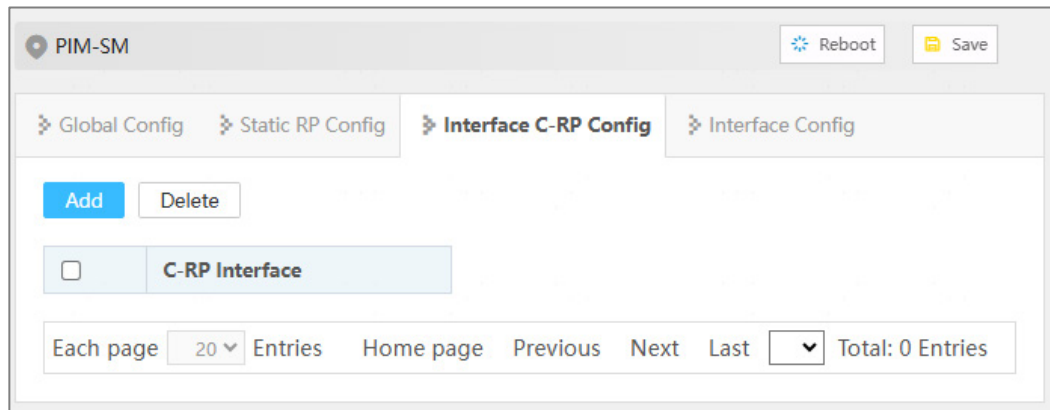 PIM-SM Reboot Save
Global Config Static RP Config Interface C-RP Config Interface Config
Add Delete
C-RP Interface
Each page 20 Entries Home page Previous Next Last Total: 0 Entries